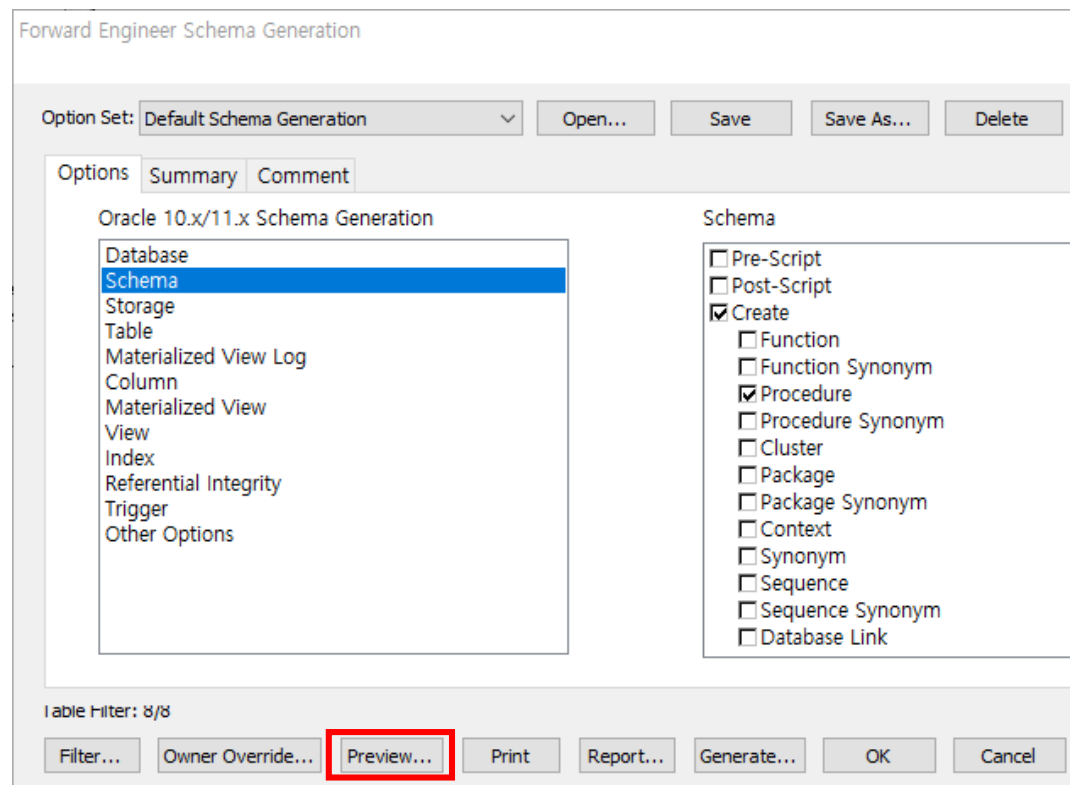 Forward Engineer Schema Generation
Option Set: Default Schema Generation Open... Save Save As... Delete
Options Summary Comment
Oracle 10.x/11.x Schema Generation
Database
Schema
Storage
Table
Materialized View Log
Column
Materialized View
View
Index
Referential Integrity
Trigger
Other Options
Schema
Pre-Script
Post-Script
Create
Function
Function Synonym
Procedure
Procedure Synonym
Cluster
Package
Package Synonym
Context
Synonym
Sequence
Sequence Synonym
Database Link
Table Filter: 8/8
Filter... Owner Override... Preview... Print Report... Generate... OK Cancel